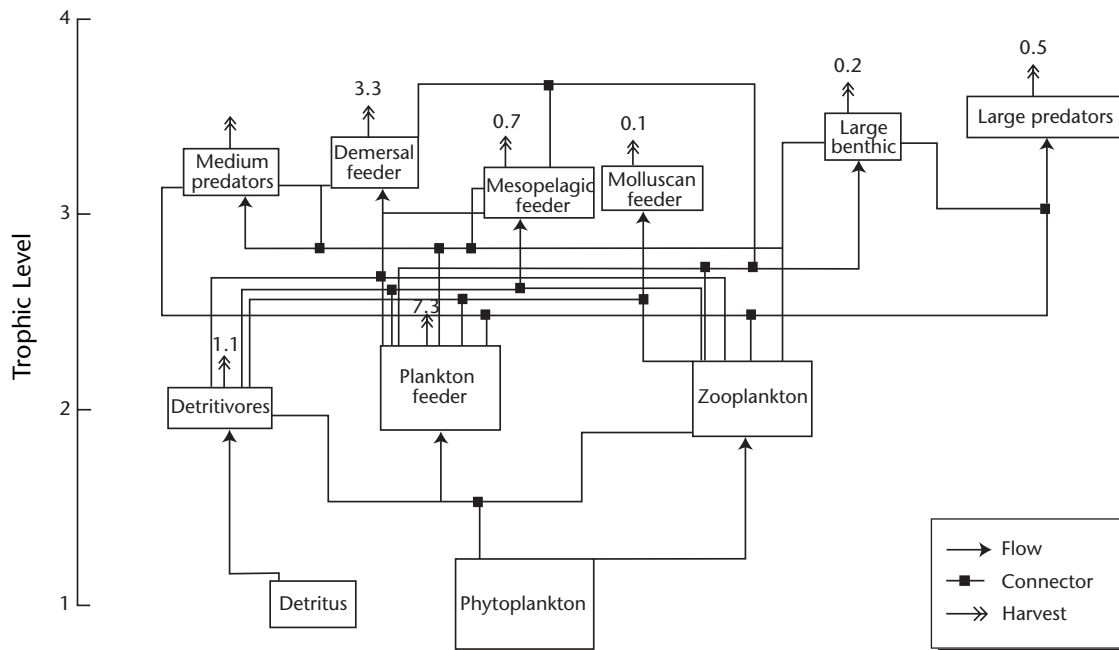 4
0.5
0.2
3.3
Large predators
0.7
0.1
Large
benthic
Medium
predators
Demersal
feeder
Mesopelagic
feeder
Molluscan
feeder
3
Trophic Level
7.3
1.1
Plankton
feeder
Zooplankton
Detritivores
2
Flow
Connector
Harvest
1
Detritus
Phytoplankton